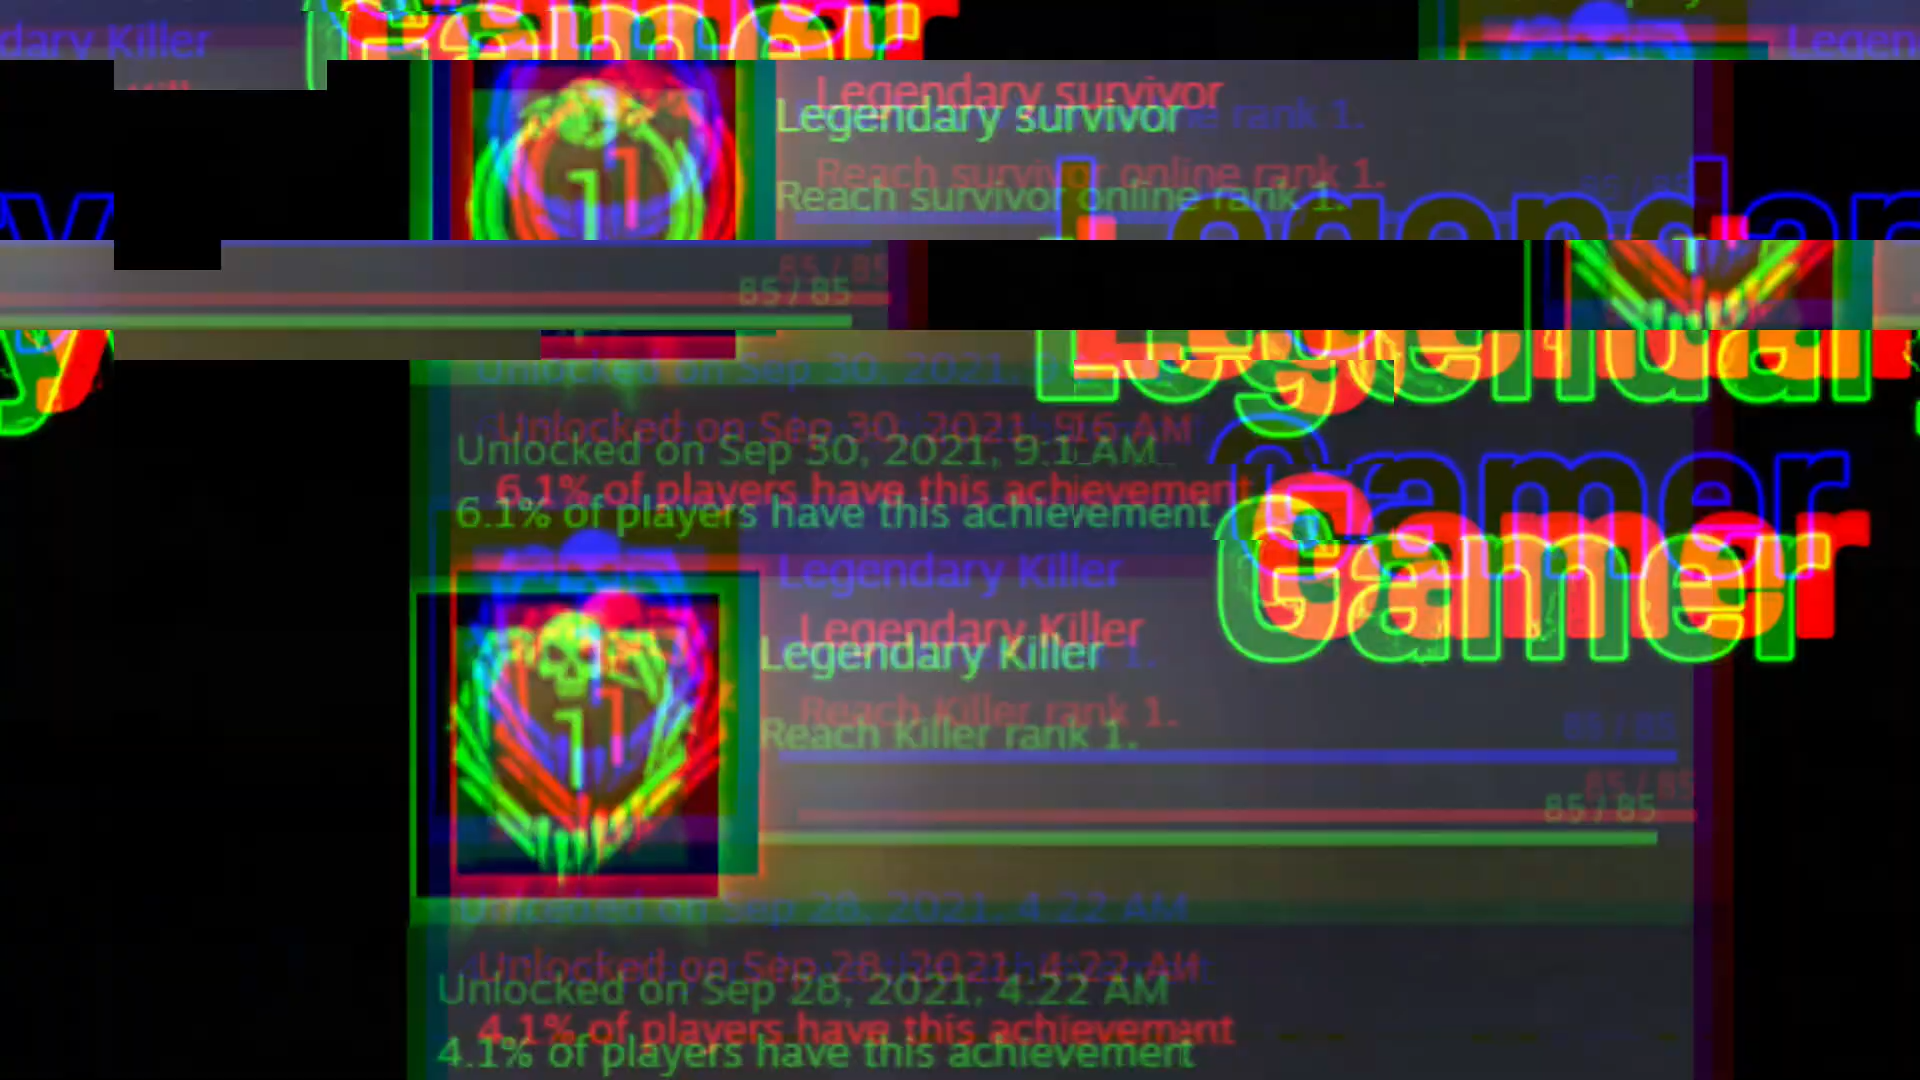 Legendary survivor
Reach survivor online rank 1.
85 / 85
Unlocked on Sep 30, 2021, 9:16 AM
6.1% of players have this achievement
Legendary
Gamer
Legendary Killer
Reach Killer rank 1.
85 / 85
Unlocked on Sep 28, 2021, 4:22 AM
4.1% of players have this achievement